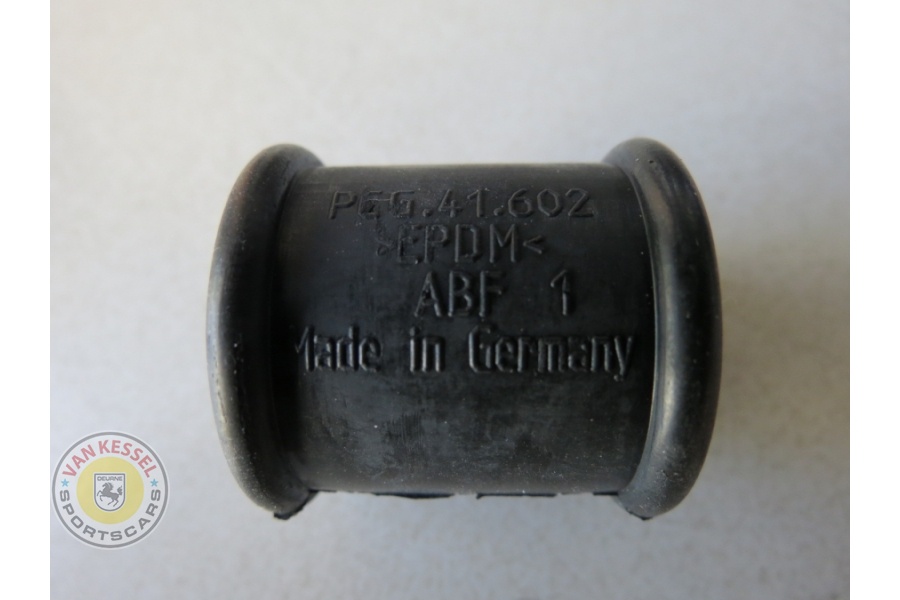 PEG.41.602
>EPDM<
ABF 1
Made in Germany
VAN KESSEL
DEURNE
SPORTSCARS